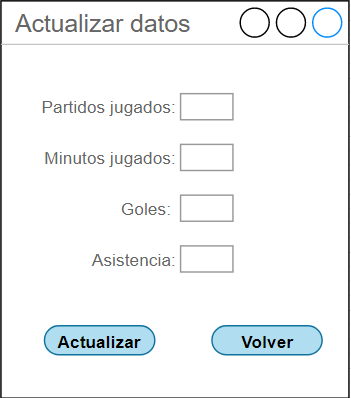 Actualizar datos
Partidos jugados:
Minutos jugados:
Goles:
Asistencia:
Actualizar Volver